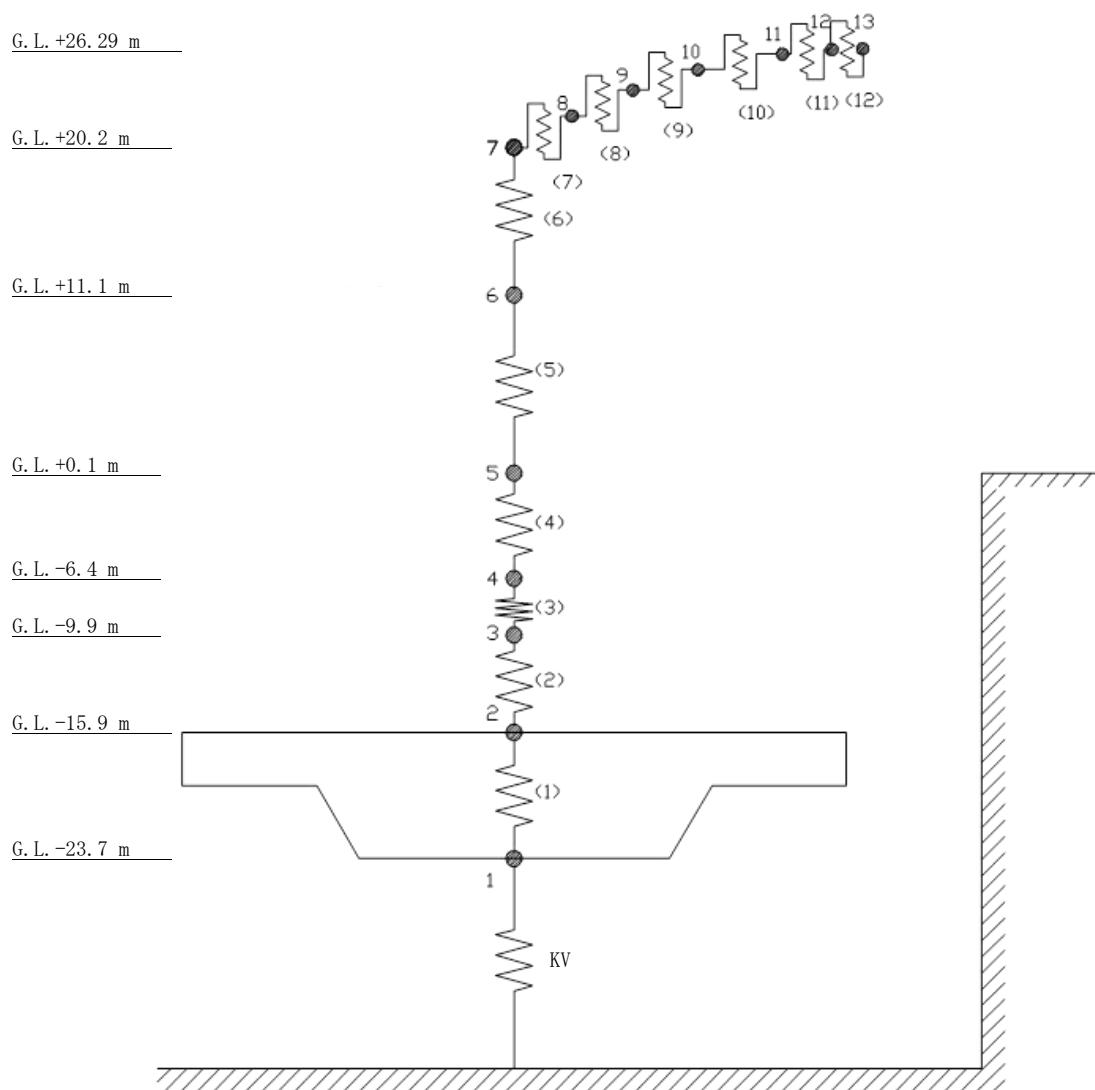 12 13
G.L.+26.29 m
11
10
9
(11) (12)
8
(10)
(9)
G.L.+20.2 m
7
(8)
(7)
(6)
G.L.+11.1 m
6
(5)
G.L.+0.1 m
5
(4)
G.L.-6.4 m
4
(3)
G.L.-9.9 m
3
(2)
2
G.L.-15.9 m
(1)
G.L.-23.7 m
1
KV